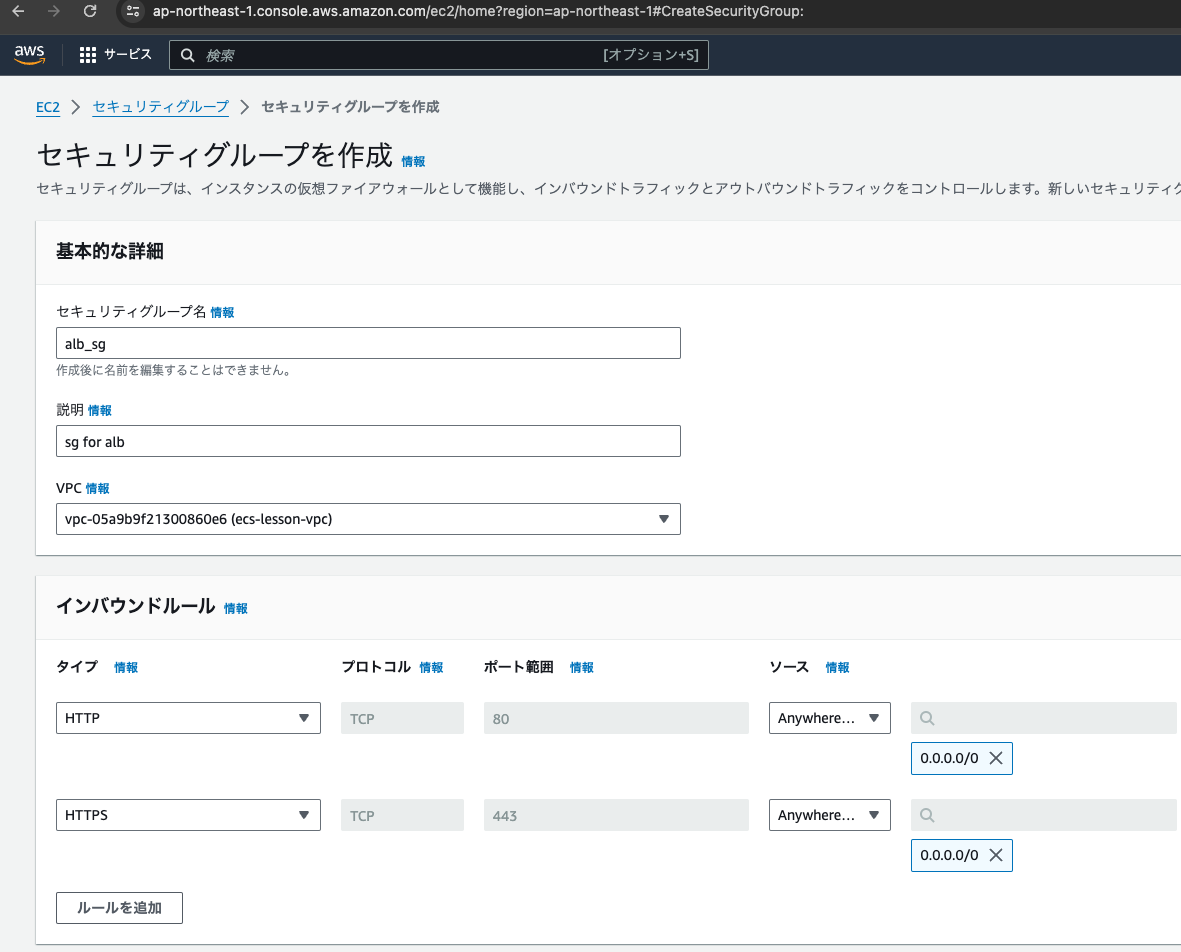 ap-northeast-1.console.aws.amazon.com/ec2/home?region=ap-northeast-1#CreateSecurityGroup:
aws サービス 検索 [オプション+S]
EC2 > セキュリティグループ > セキュリティグループを作成
セキュリティグループを作成 情報
セキュリティグループは、インスタンスの仮想ファイアウォールとして機能し、インバウンドトラフィックとアウトバウンドトラフィックをコントロールします。新しいセキュリティグ
基本的な詳細
セキュリティグループ名 情報
alb_sg
作成後に名前を編集することはできません。
説明 情報
sg for alb
VPC 情報
vpc-05a9b9f21300860e6 (ecs-lesson-vpc)
インバウンドルール 情報
タイプ 情報 プロトコル 情報 ポート範囲 情報 ソース 情報
HTTP TCP 80 Anywhere...
0.0.0.0/0
HTTPS TCP 443 Anywhere...
0.0.0.0/0
ルールを追加